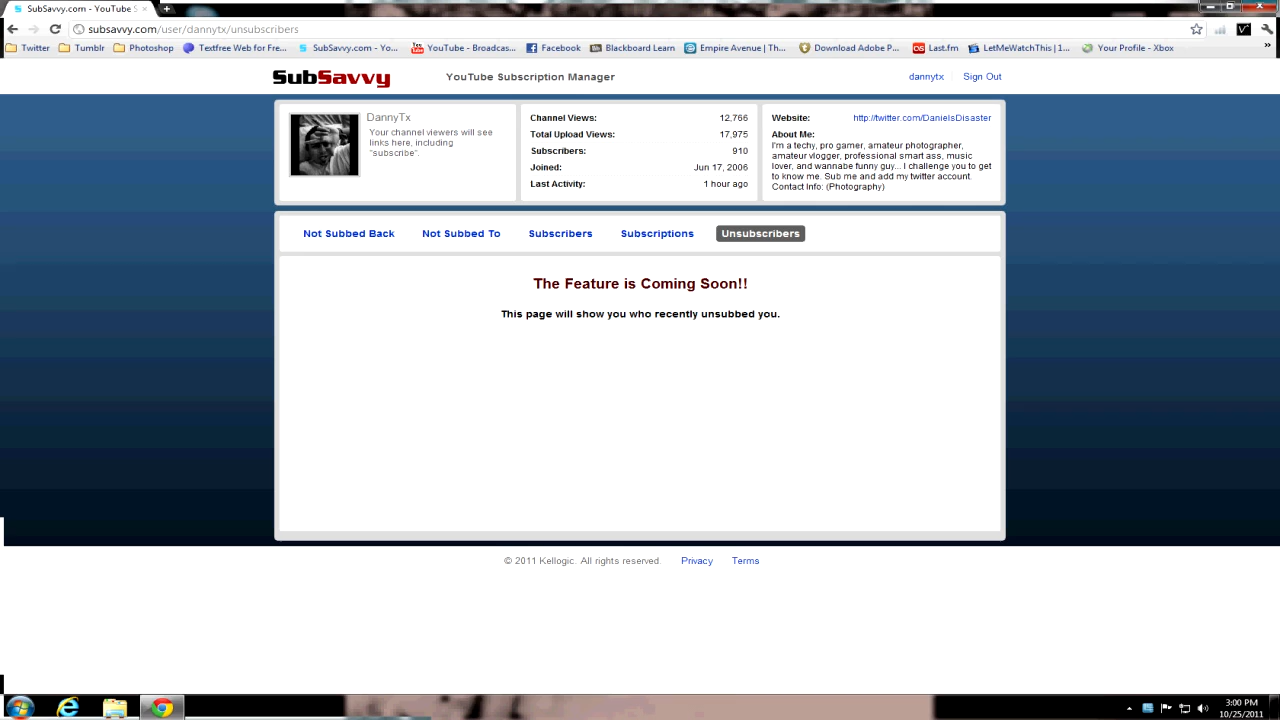 SubSavvy.com - YouTube S
subsavvy.com/user/dannytx/unsubscribers
Twitter Tumblr Photoshop Textfree Web for Fre... SubSavvy.com - Yo... YouTube - Broadcas... Facebook Blackboard Learn Empire Avenue | Th... Download Adobe P... Last.fm LetMeWatchThis | 1... Your Profile - Xbox »
SubSavvy YouTube Subscription Manager dannytx Sign Out
DannyTx
Your channel viewers will see
links here, including
"subscribe".
Channel Views: 12,766
Total Upload Views: 17,975
Subscribers: 910
Joined: Jun 17, 2006
Last Activity: 1 hour ago
Website: http://twitter.com/DanielsDisaster
About Me:
I'm a techy, pro gamer, amateur photographer,
amateur vlogger, professional smart ass, music
lover, and wannabe funny guy... I challenge you to get
to know me. Sub me and add my twitter account.
Contact Info: (Photography)
Not Subbed Back Not Subbed To Subscribers Subscriptions Unsubscribers
The Feature is Coming Soon!!
This page will show you who recently unsubbed you.
© 2011 Kellogic. All rights reserved. Privacy Terms
3:00 PM
10/25/2011